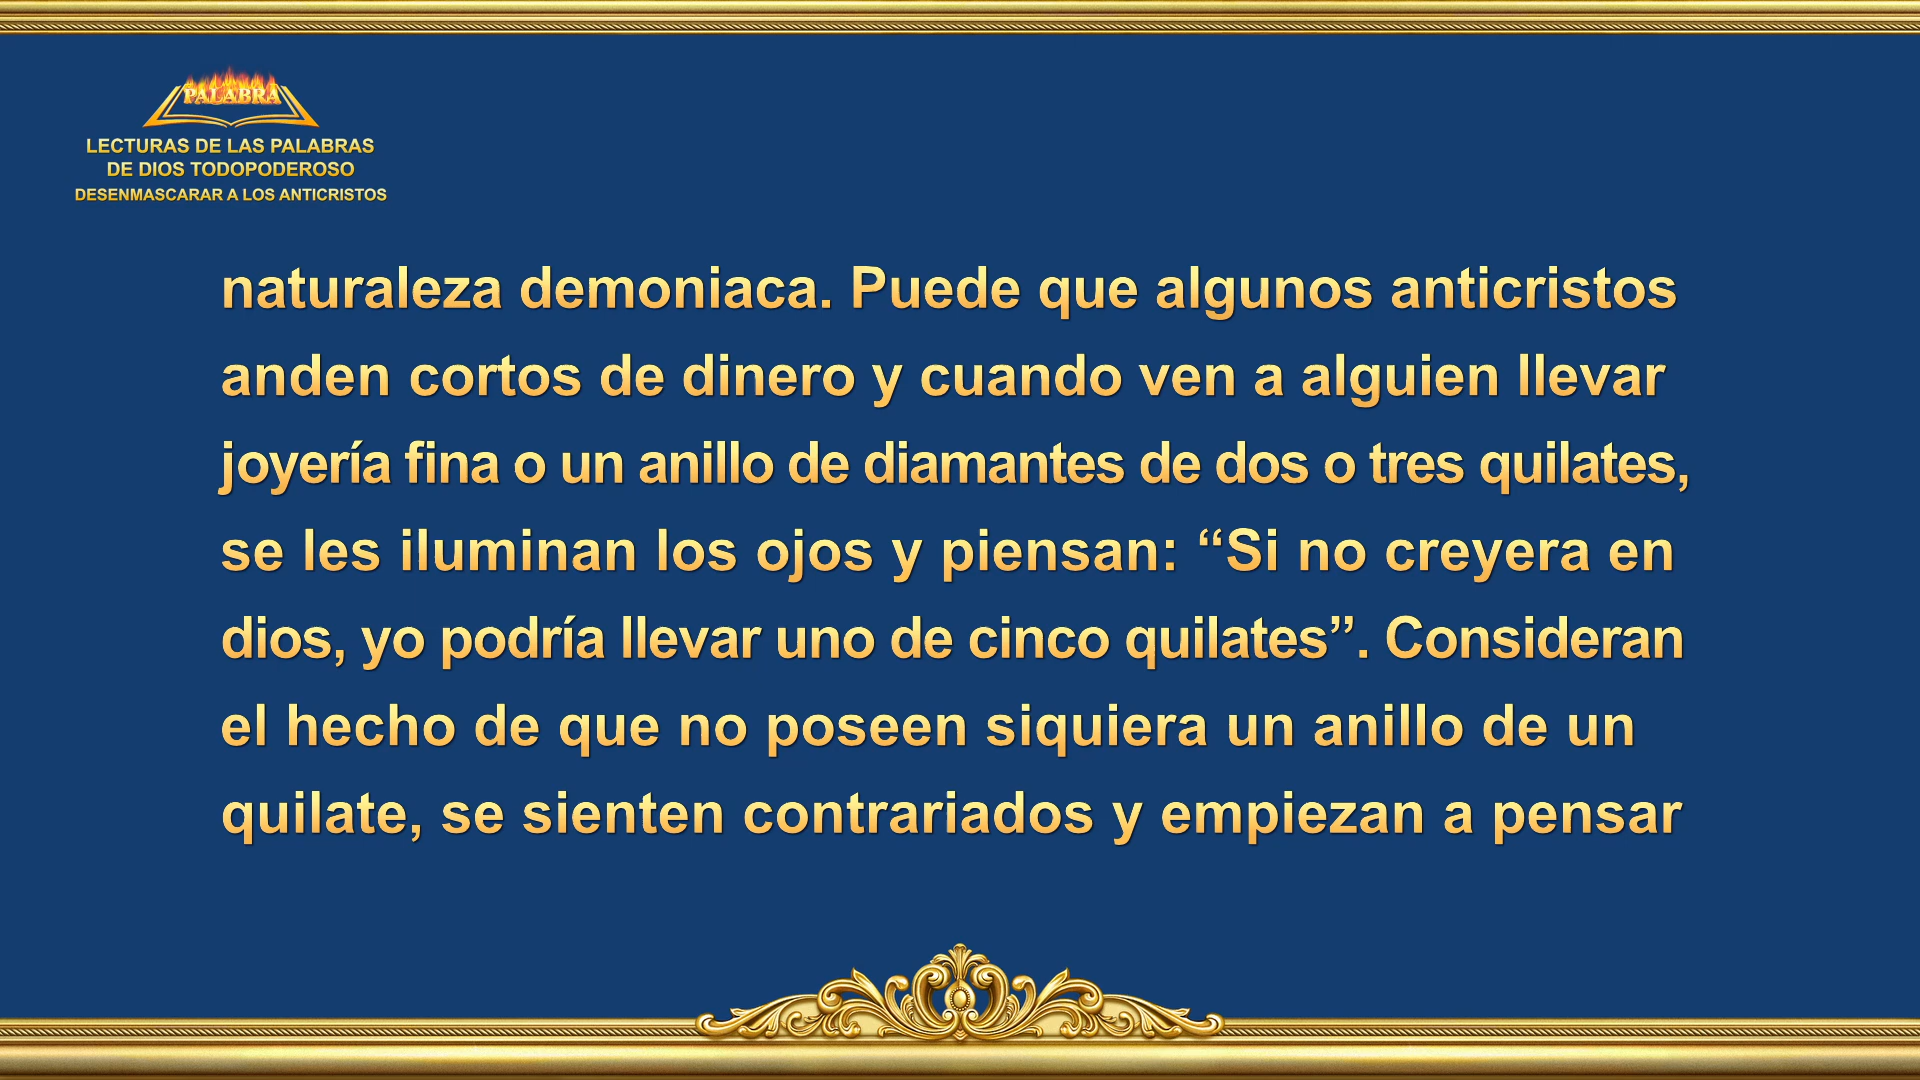 PALABRA
LECTURAS DE LAS PALABRAS
DE DIOS TODOPODEROSO
DESENMASCARAR A LOS ANTICRISTOS
naturaleza demoniaca. Puede que algunos anticristos
anden cortos de dinero y cuando ven a alguien llevar
joyería fina o un anillo de diamantes de dos o tres quilates,
se les iluminan los ojos y piensan: “Si no creyera en
dios, yo podría llevar uno de cinco quilates”. Consideran
el hecho de que no poseen siquiera un anillo de un
quilate, se sienten contrariados y empiezan a pensar